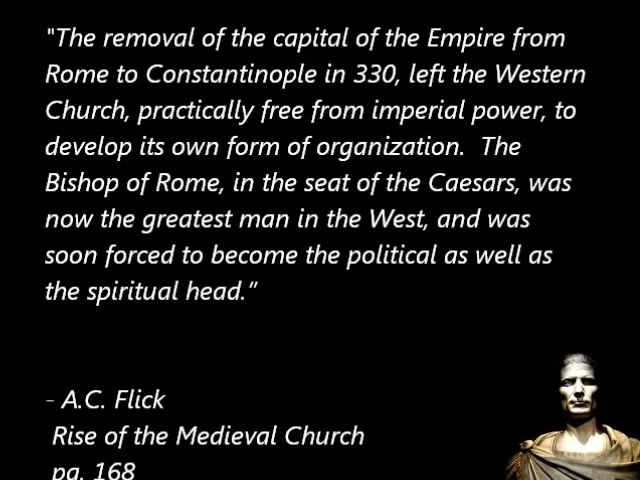 "The removal of the capital of the Empire from
Rome to Constantinople in 330, left the Western
Church, practically free from imperial power, to
develop its own form of organization.  The
Bishop of Rome, in the seat of the Caesars, was
now the greatest man in the West, and was
soon forced to become the political as well as
the spiritual head.”
- A.C. Flick
Rise of the Medieval Church
pg. 168